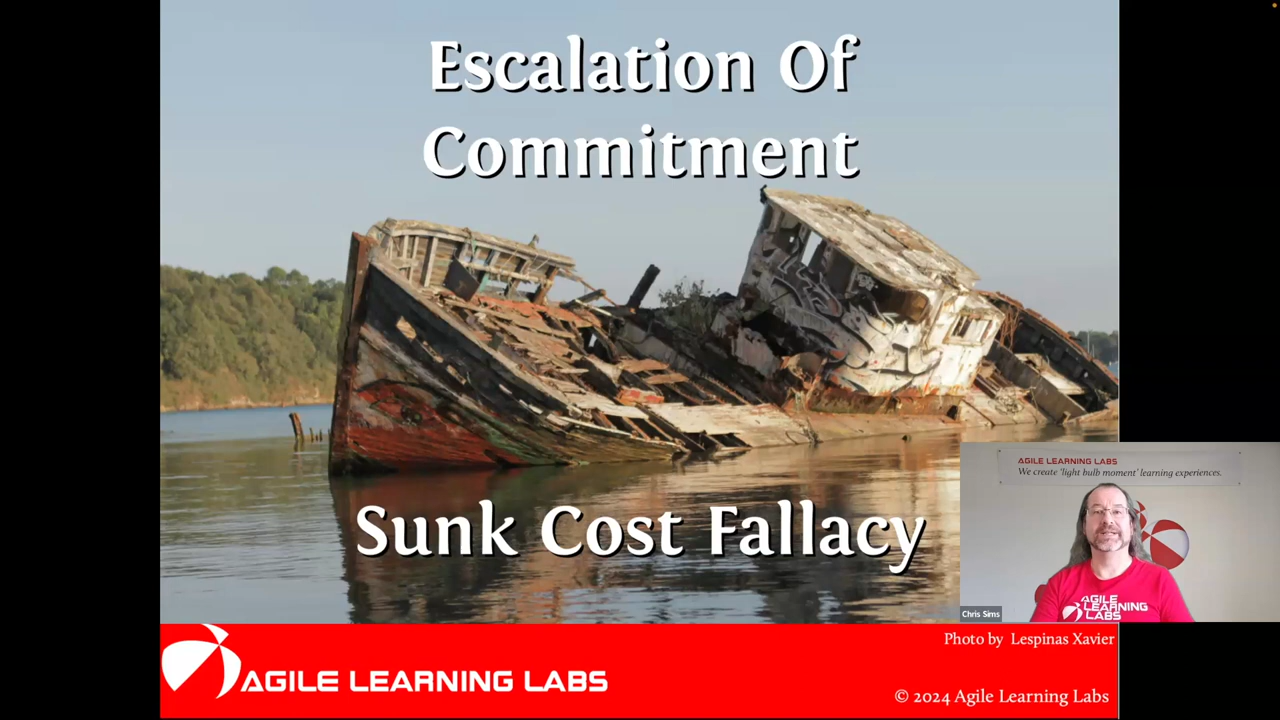 Escalation Of
Commitment
Sunk Cost Fallacy
AGILE LEARNING LABS
We create 'light bulb moment' learning experiences.
AGILE
LEARNING
LABS
Chris Sims
Photo by Lespinas Xavier
AGILE LEARNING LABS
© 2024 Agile Learning Labs